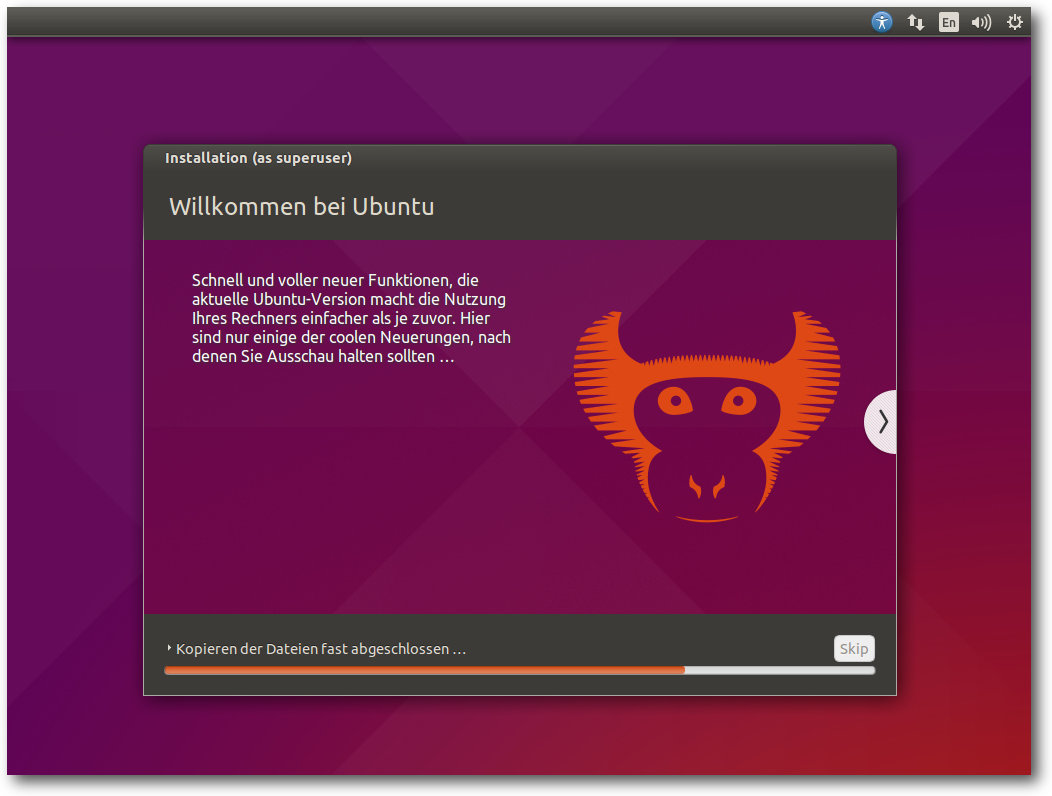 En
Installation (as superuser)
Willkommen bei Ubuntu
Schnell und voller neuer Funktionen, die
aktuelle Ubuntu-Version macht die Nutzung
Ihres Rechners einfacher als je zuvor. Hier
sind nur einige der coolen Neuerungen, nach
denen Sie Ausschau halten sollten …
Kopieren der Dateien fast abgeschlossen …
Skip